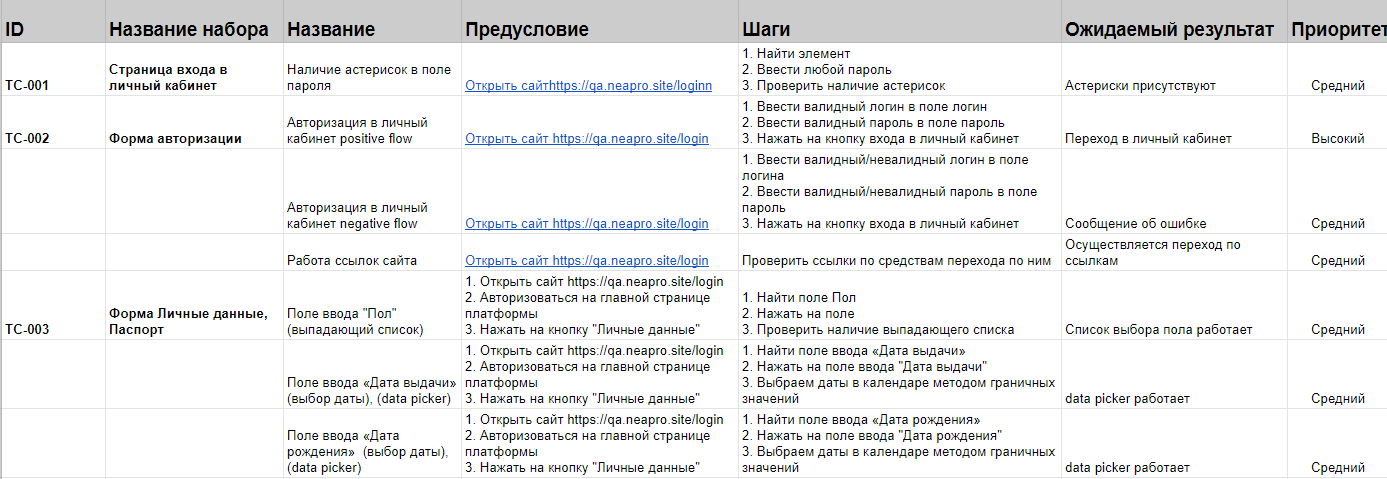 ID Название набора Название Предусловие Шаги Ожидаемый результат Приоритет
TC-001
Страница входа в
личный кабинет
Наличие астерисок в поле
пароля
Открыть сайтhttps://qa.neapro.site/loginn
1. Найти элемент
2. Ввести любой пароль
3. Проверить наличие астерисок
Астериски присутствуют
Средний
TC-002
Форма авторизации
Авторизация в личный
кабинет positive flow
Открыть сайт https://qa.neapro.site/login
1. Ввести валидный логин в поле логин
2. Ввести валидный пароль в поле пароль
3. Нажать на кнопку входа в личный кабинет
Переход в личный кабинет
Высокий
Авторизация в личный
кабинет negative flow
Открыть сайт https://qa.neapro.site/login
1. Ввести валидный/невалидный логин в поле
логина
2. Ввести валидный/невалидный пароль в поле
пароль
3. Нажать на кнопку входа в личный кабинет
Сообщение об ошибке
Средний
Работа ссылок сайта
Открыть сайт https://qa.neapro.site/login
Проверить ссылки по средствам перехода по ним
Осуществляется переход по
ссылкам
Средний
TC-003
Форма Личные данные,
Паспорт
Поле ввода "Пол"
(выпадающий список)
1. Открыть сайт https://qa.neapro.site/login
2. Авторизоваться на главной странице
платформы
3. Нажать на кнопку "Личные данные"
1. Найти поле Пол
2. Нажать на поле
3. Проверить наличие выпадающего списка
Список выбора пола работает
Средний
Поле ввода «Дата выдачи»
(выбор даты), (data picker)
1. Открыть сайт https://qa.neapro.site/login
2. Авторизоваться на главной странице
платформы
3. Нажать на кнопку "Личные данные"
1. Найти поле ввода «Дата выдачи»
2. Нажать на поле ввода "Дата выдачи"
3. Выбраем даты в календаре методом граничных
значений
data picker работает
Средний
Поле ввода «Дата
рождения» (выбор даты),
(data picker)
1. Открыть сайт https://qa.neapro.site/login
2. Авторизоваться на главной странице
платформы
3. Нажать на кнопку "Личные данные"
1. Найти поле ввода «Дата рождения»
2. Нажать на поле ввода "Дата рождения"
3. Выбраем даты в календаре методом граничных
значений
data picker работает
Средний